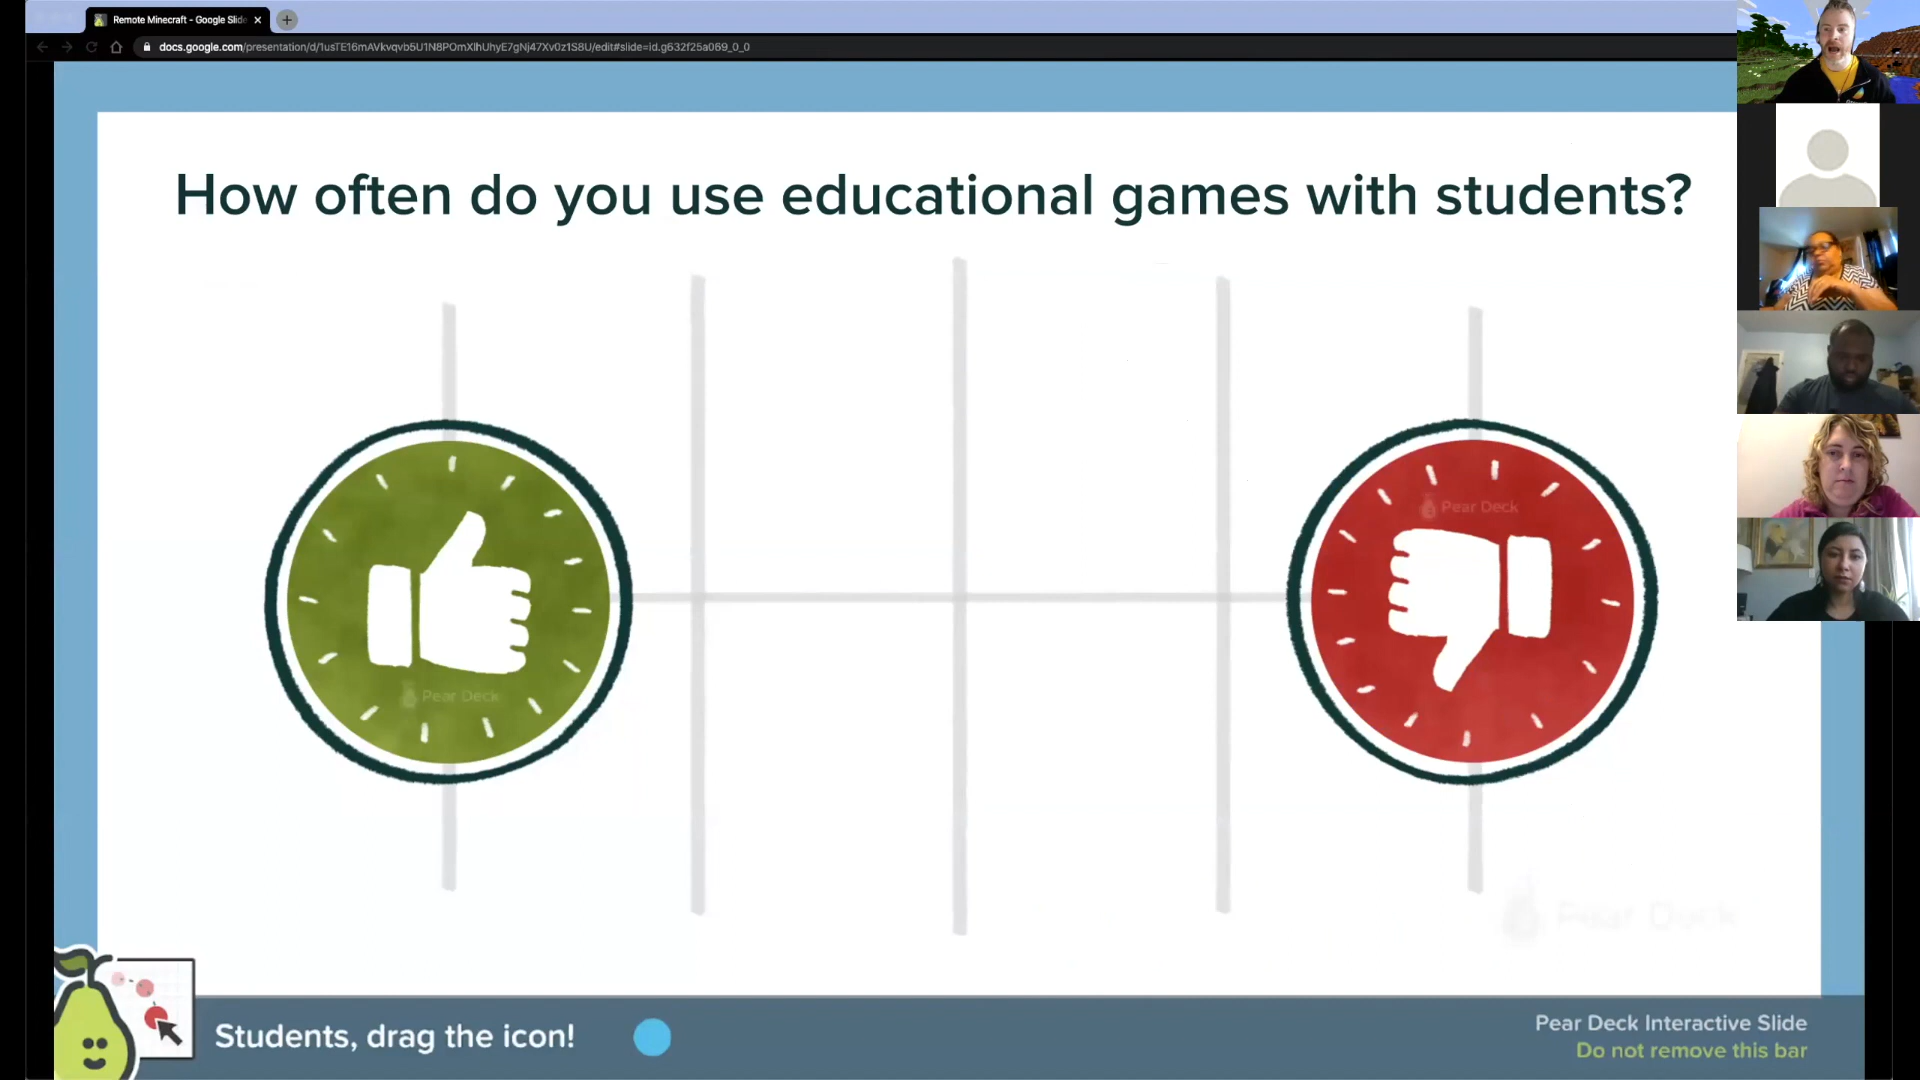 Remote Minecraft - Google Slide
docs.google.com/presentation/d/1usTE16mAVkvqvb5U1N8POmXlhUhyE7gNj47Xv0z1S8U/edit#slide=id.g632f25a069_0_0
How often do you use educational games with students?
Pear Deck
Pear Deck
Pear Deck
Students, drag the icon!
Pear Deck Interactive Slide
Do not remove this bar